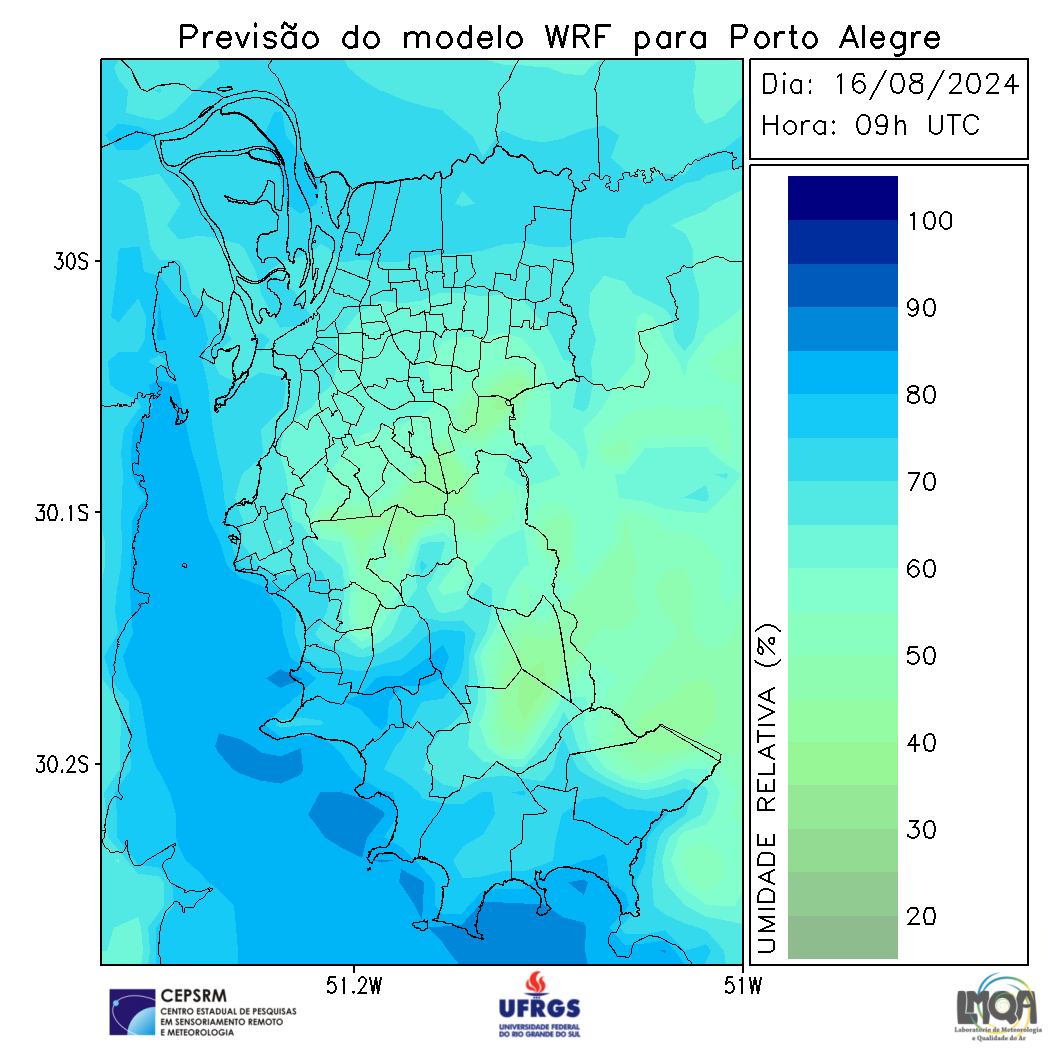 Previsão do modelo WRF para Porto Alegre
Dia: 16/08/2024
Hora: 09h UTC
30S
30.1S
30.2S
51.2W
51W
100
90
80
70
60
50
40
30
20
UMIDADE RELATIVA (%)
CEPSRM
CENTRO ESTADUAL DE PESQUISAS
EM SENSORIAMENTO REMOTO
E METEOROLOGIA
UFRGS
UNIVERSIDADE FEDERAL
DO RIO GRANDE DO SUL
LMQA
Laboratório de Meteorologia
e Qualidade do Ar